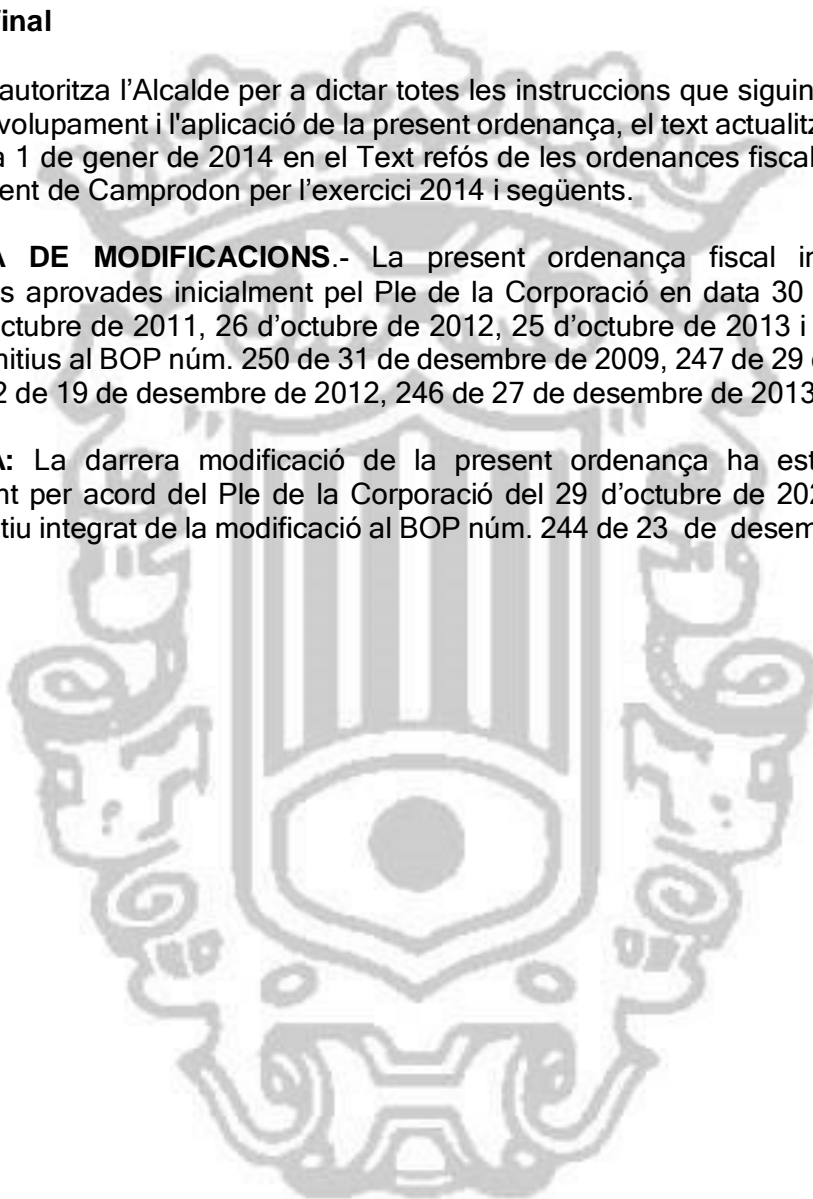 final
autoritza l’Alcalde per a dictar totes les instruccions que siguin
volupament i l'aplicació de la present ordenança, el text actualitz
a 1 de gener de 2014 en el Text refós de les ordenances fiscal
ent de Camprodon per l’exercici 2014 i següents.
A DE MODIFICACIONS.- La present ordenança fiscal in
s aprovades inicialment pel Ple de la Corporació en data 30
ctubre de 2011, 26 d’octubre de 2012, 25 d’octubre de 2013 i
nitius al BOP núm. 250 de 31 de desembre de 2009, 247 de 29
2 de 19 de desembre de 2012, 246 de 27 de desembre de 2013
A: La darrera modificació de la present ordenança ha est
nt per acord del Ple de la Corporació del 29 d’octubre de 202
tiu integrat de la modificació al BOP núm. 244 de 23 de desem